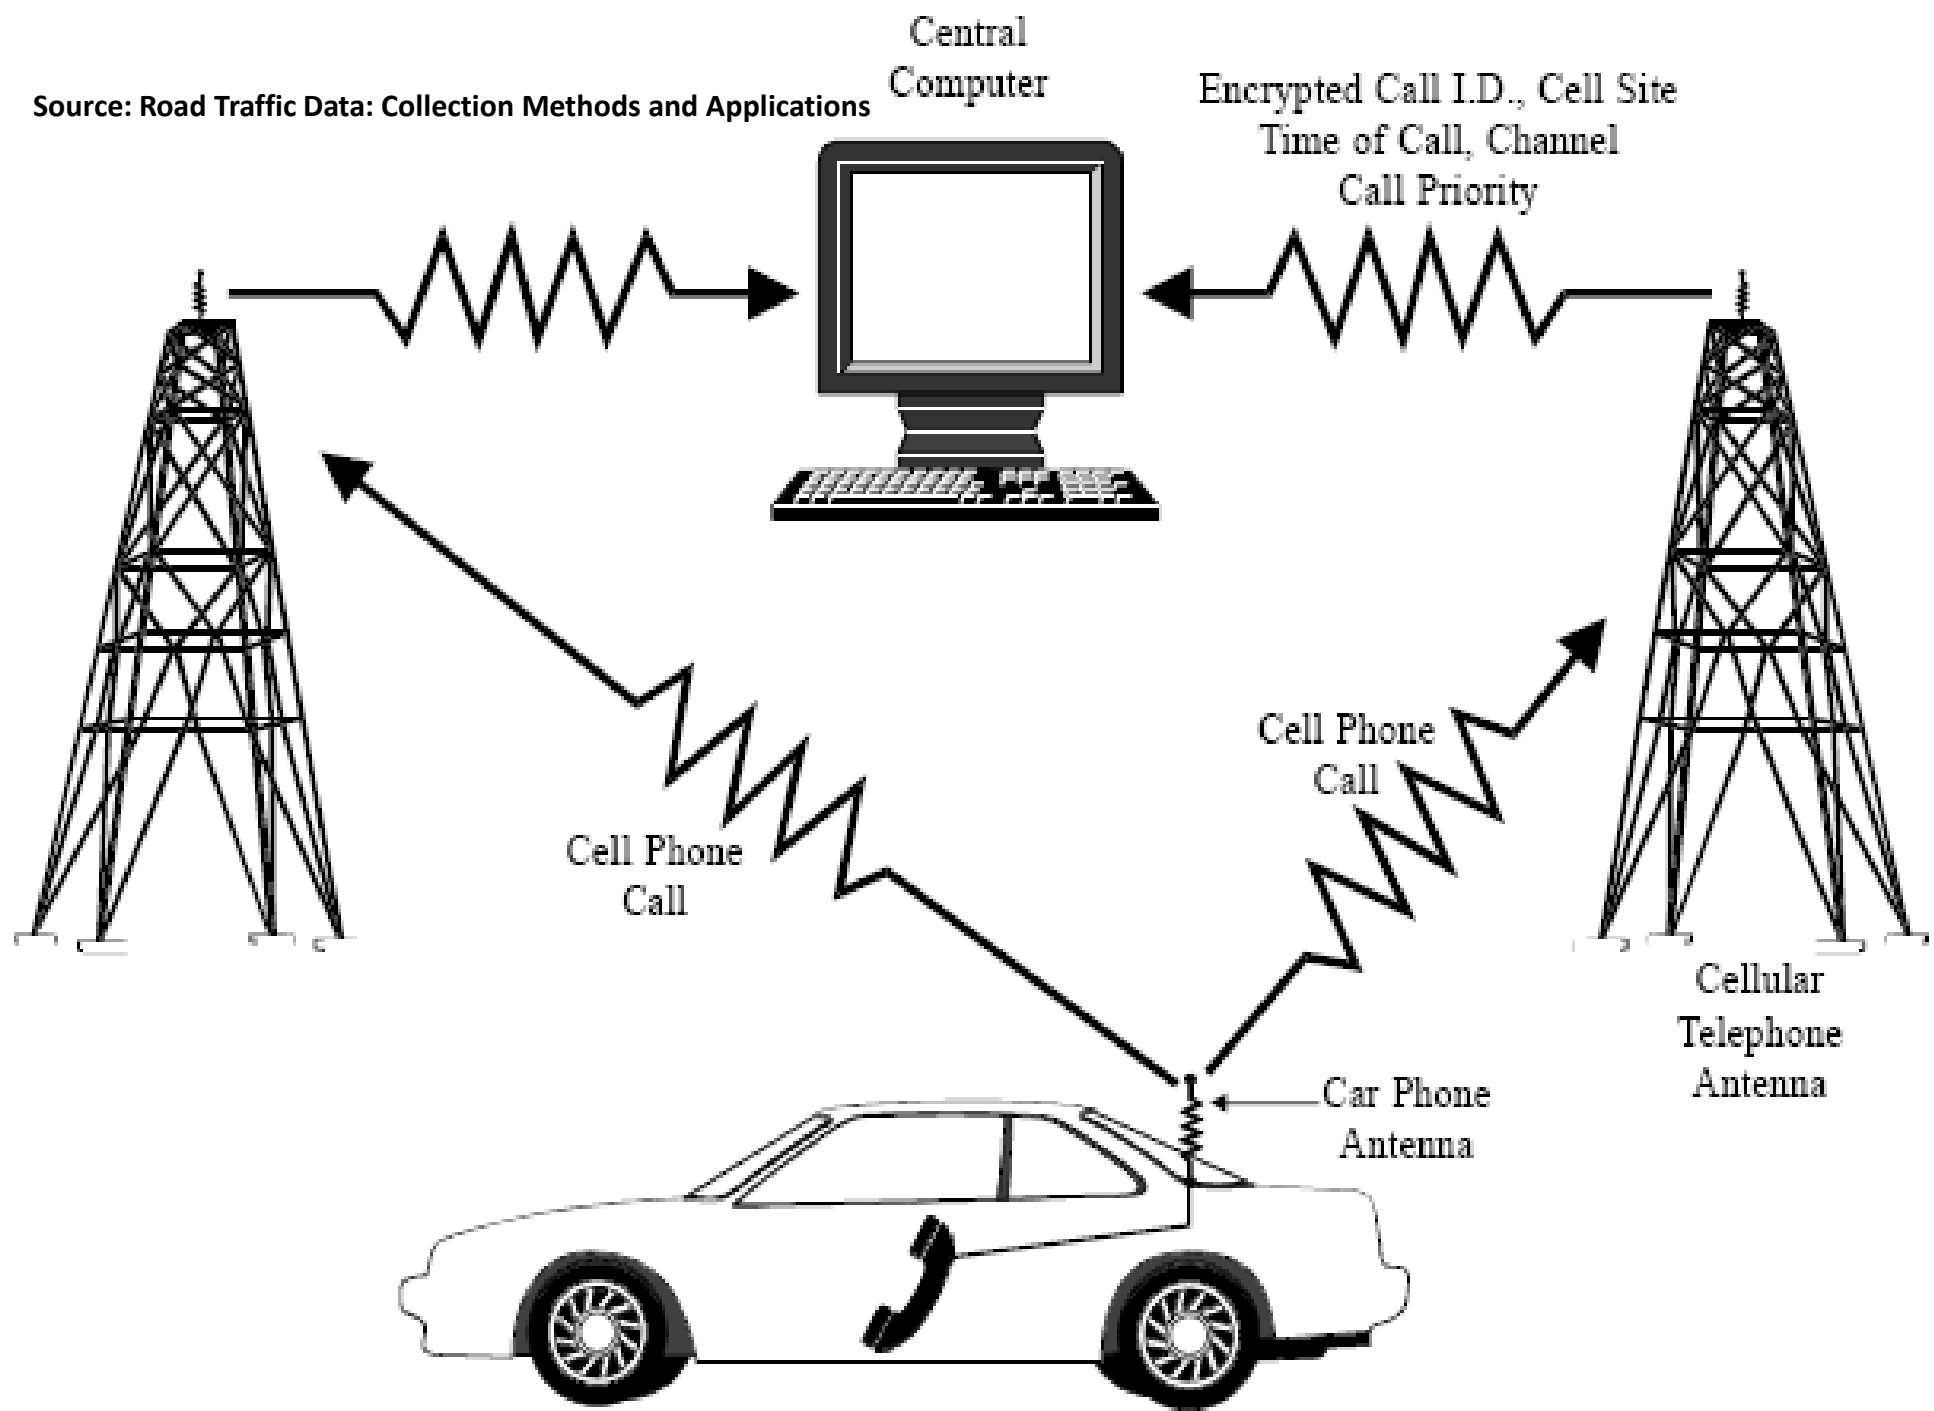 Central
Computer
Source: Road Traffic Data: Collection Methods and Applications
Encrypted Call I.D., Cell Site
Time of Call, Channel
Call Priority
Cell Phone
Call
Cell Phone
Call
Cellular
Telephone
Antenna
Car Phone
Antenna